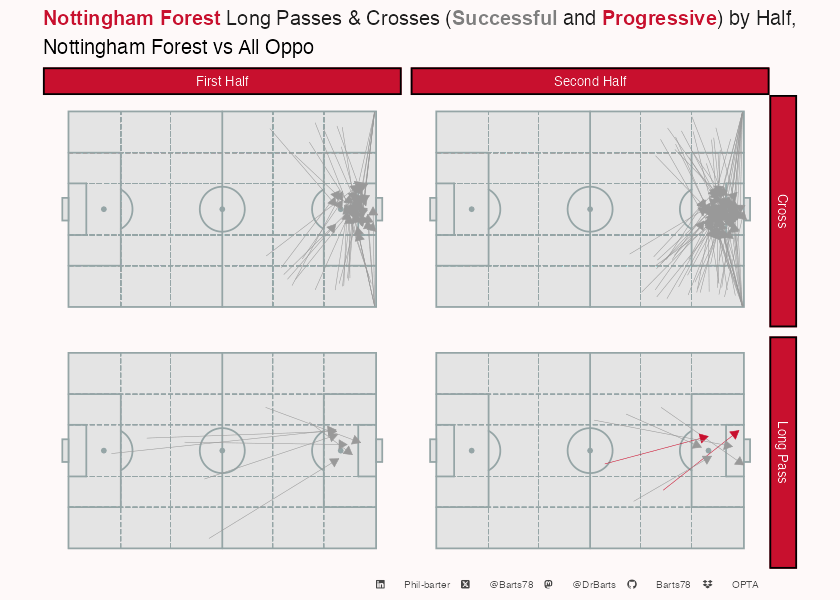 Nottingham Forest Long Passes & Crosses (Successful and Progressive) by Half,
Nottingham Forest vs All Oppo
First Half
Second Half
Cross
Long Pass
Phil-barter @Barts78 @DrBarts Barts78 OPTA